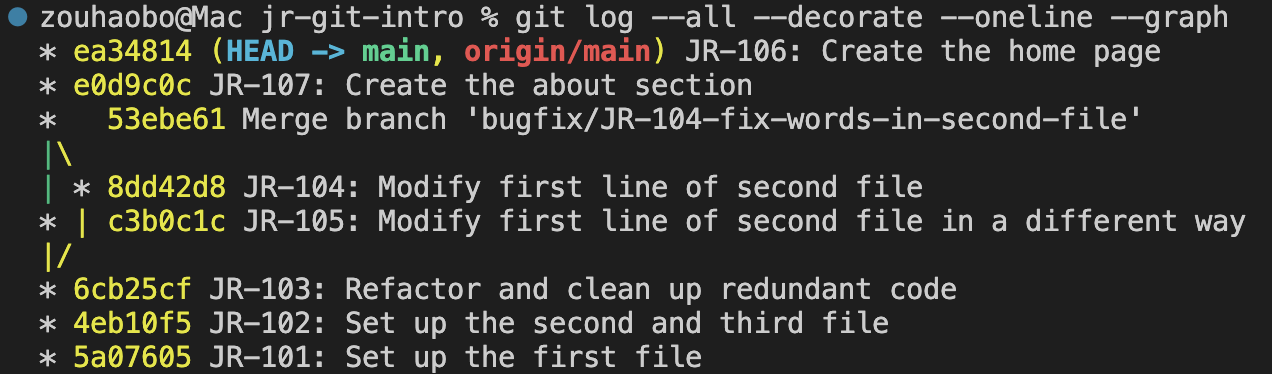 zouhaobo@Mac jr-git-intro % git log --all --decorate --oneline --graph
* ea34814 (HEAD -> main, origin/main) JR-106: Create the home page
* e0d9c0c JR-107: Create the about section
*   53ebe61 Merge branch 'bugfix/JR-104-fix-words-in-second-file'
|\
| * 8dd42d8 JR-104: Modify first line of second file
* | c3b0c1c JR-105: Modify first line of second file in a different way
|/
* 6cb25cf JR-103: Refactor and clean up redundant code
* 4eb10f5 JR-102: Set up the second and third file
* 5a07605 JR-101: Set up the first file